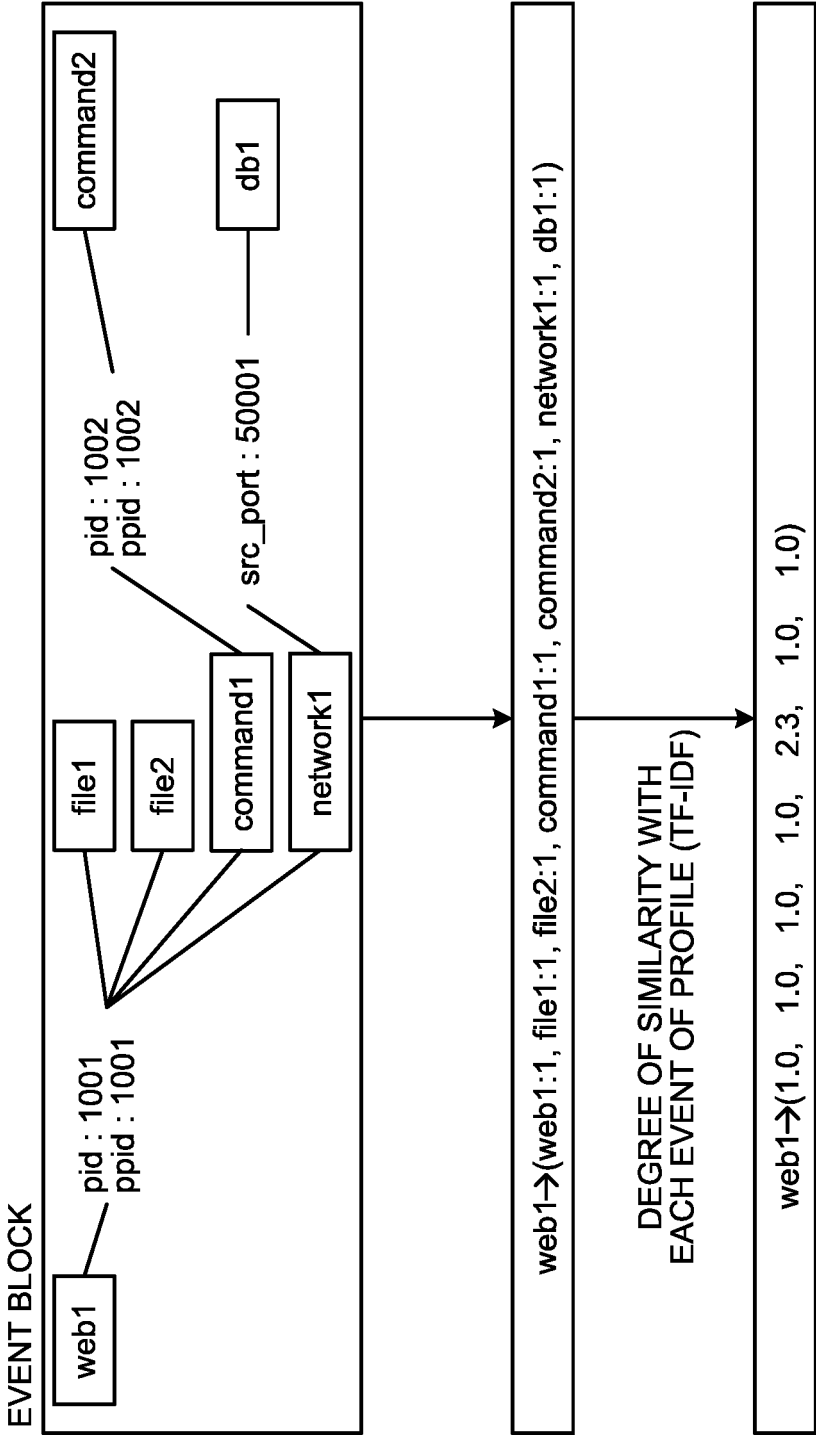 EVENT BLOCK
web1
pid : 1001
ppid : 1001
file1
file2
command1
network1
pid : 1002
ppid : 1002
src_port : 50001
command2
db1
web1→(web1:1, file1:1, file2:1, command1:1, command2:1, network1:1, db1:1)
DEGREE OF SIMILARITY WITH
EACH EVENT OF PROFILE (TF-IDF)
web1→(1.0, 1.0, 1.0, 1.0, 2.3, 1.0, 1.0)